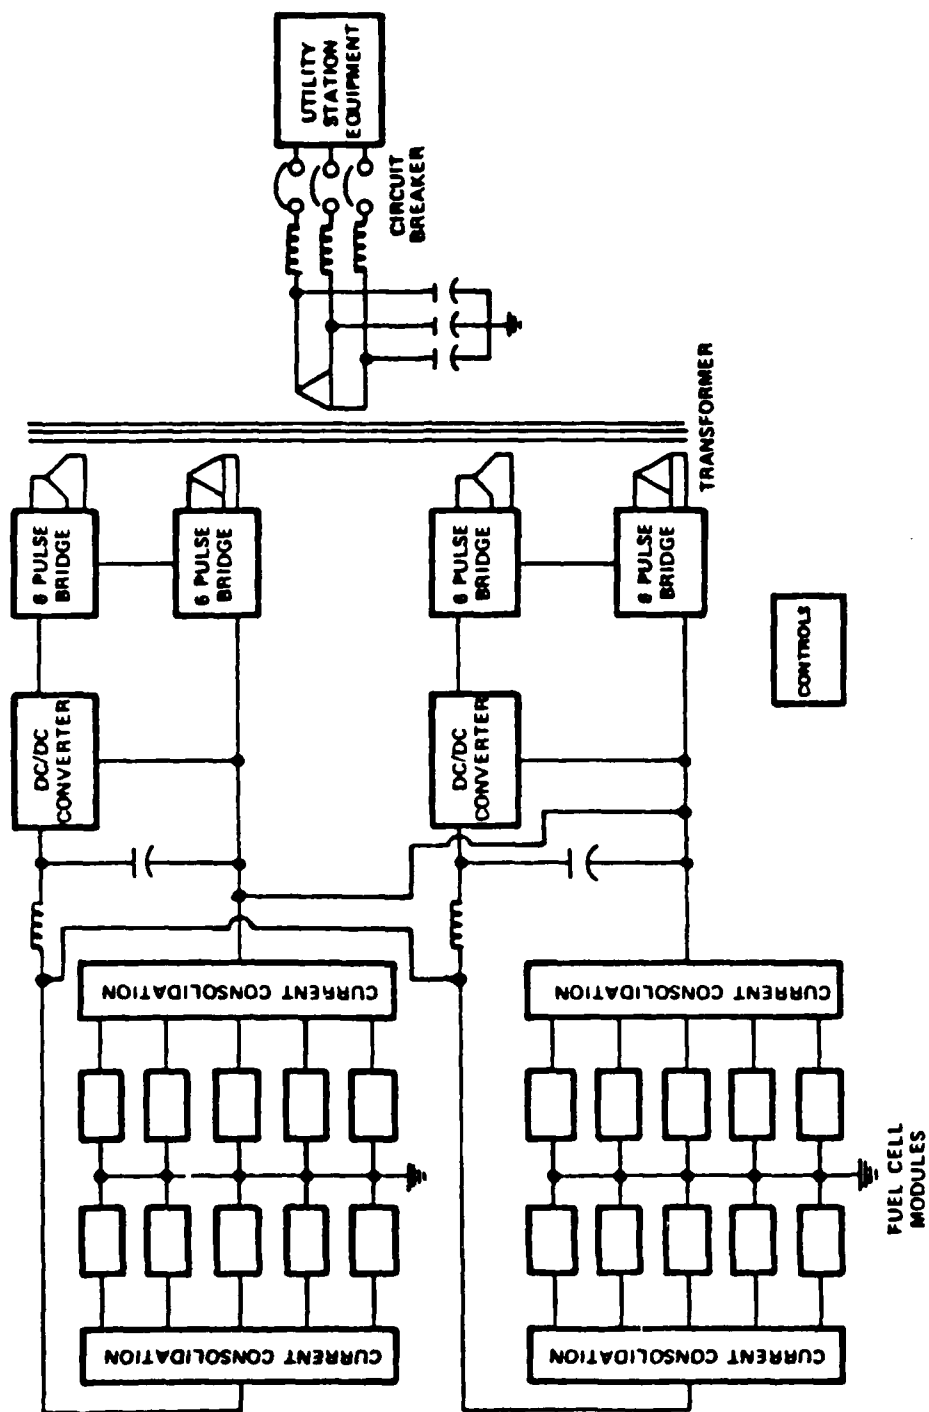 UTILITY
STATION
EQUIPMENT
CIRCUIT
BREAKER
TRANSFORMER
6 PULSE
BRIDGE
6 PULSE
BRIDGE
6 PULSE
BRIDGE
6 PULSE
BRIDGE
DC/DC
CONVERTER
DC/DC
CONVERTER
CONTROLS
CURRENT CONSOLIDATION
CURRENT CONSOLIDATION
CURRENT CONSOLIDATION
CURRENT CONSOLIDATION
FUEL CELL
MODULES